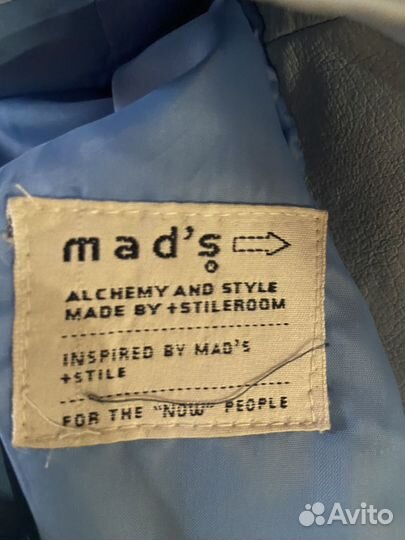 mad's
ALCHEMY AND STYLE
MADE BY +STILEROOM
INSPIRED BY MAD'S
+STILE
FOR THE "NOW" PEOPLE
Avito